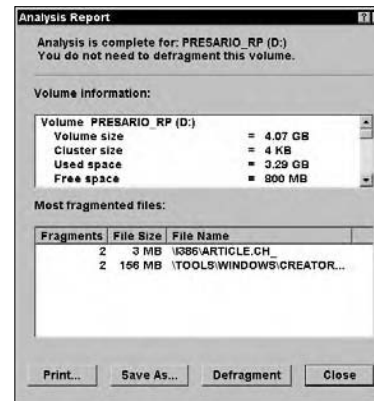 Analysis Report
Analysis is complete for: PRESARIO_RP (D:)
You do not need to defragment this volume.
Volume information:
Volume PRESARIO_RP (D:)
Volume size = 4.07 GB
Cluster size = 4 KB
Used space = 3.29 GB
Free space = 800 MB
Most fragmented files:
Fragments File Size File Name
2 3 MB \I386\ARTICLE.CH_
2 156 MB \TOOLS\WINDOWS\CREATOR...
Print... Save As... Defragment Close